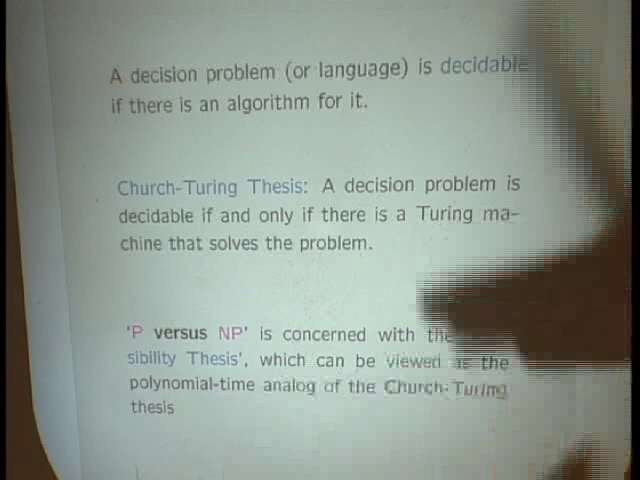 A decision problem (or language) is decidable
if there is an algorithm for it.
Church-Turing Thesis: A decision problem is
decidable if and only if there is a Turing ma-
chine that solves the problem.
'P versus NP' is concerned with the
sibility Thesis', which can be viewed as the
polynomial-time analog of the Church-Turing
thesis